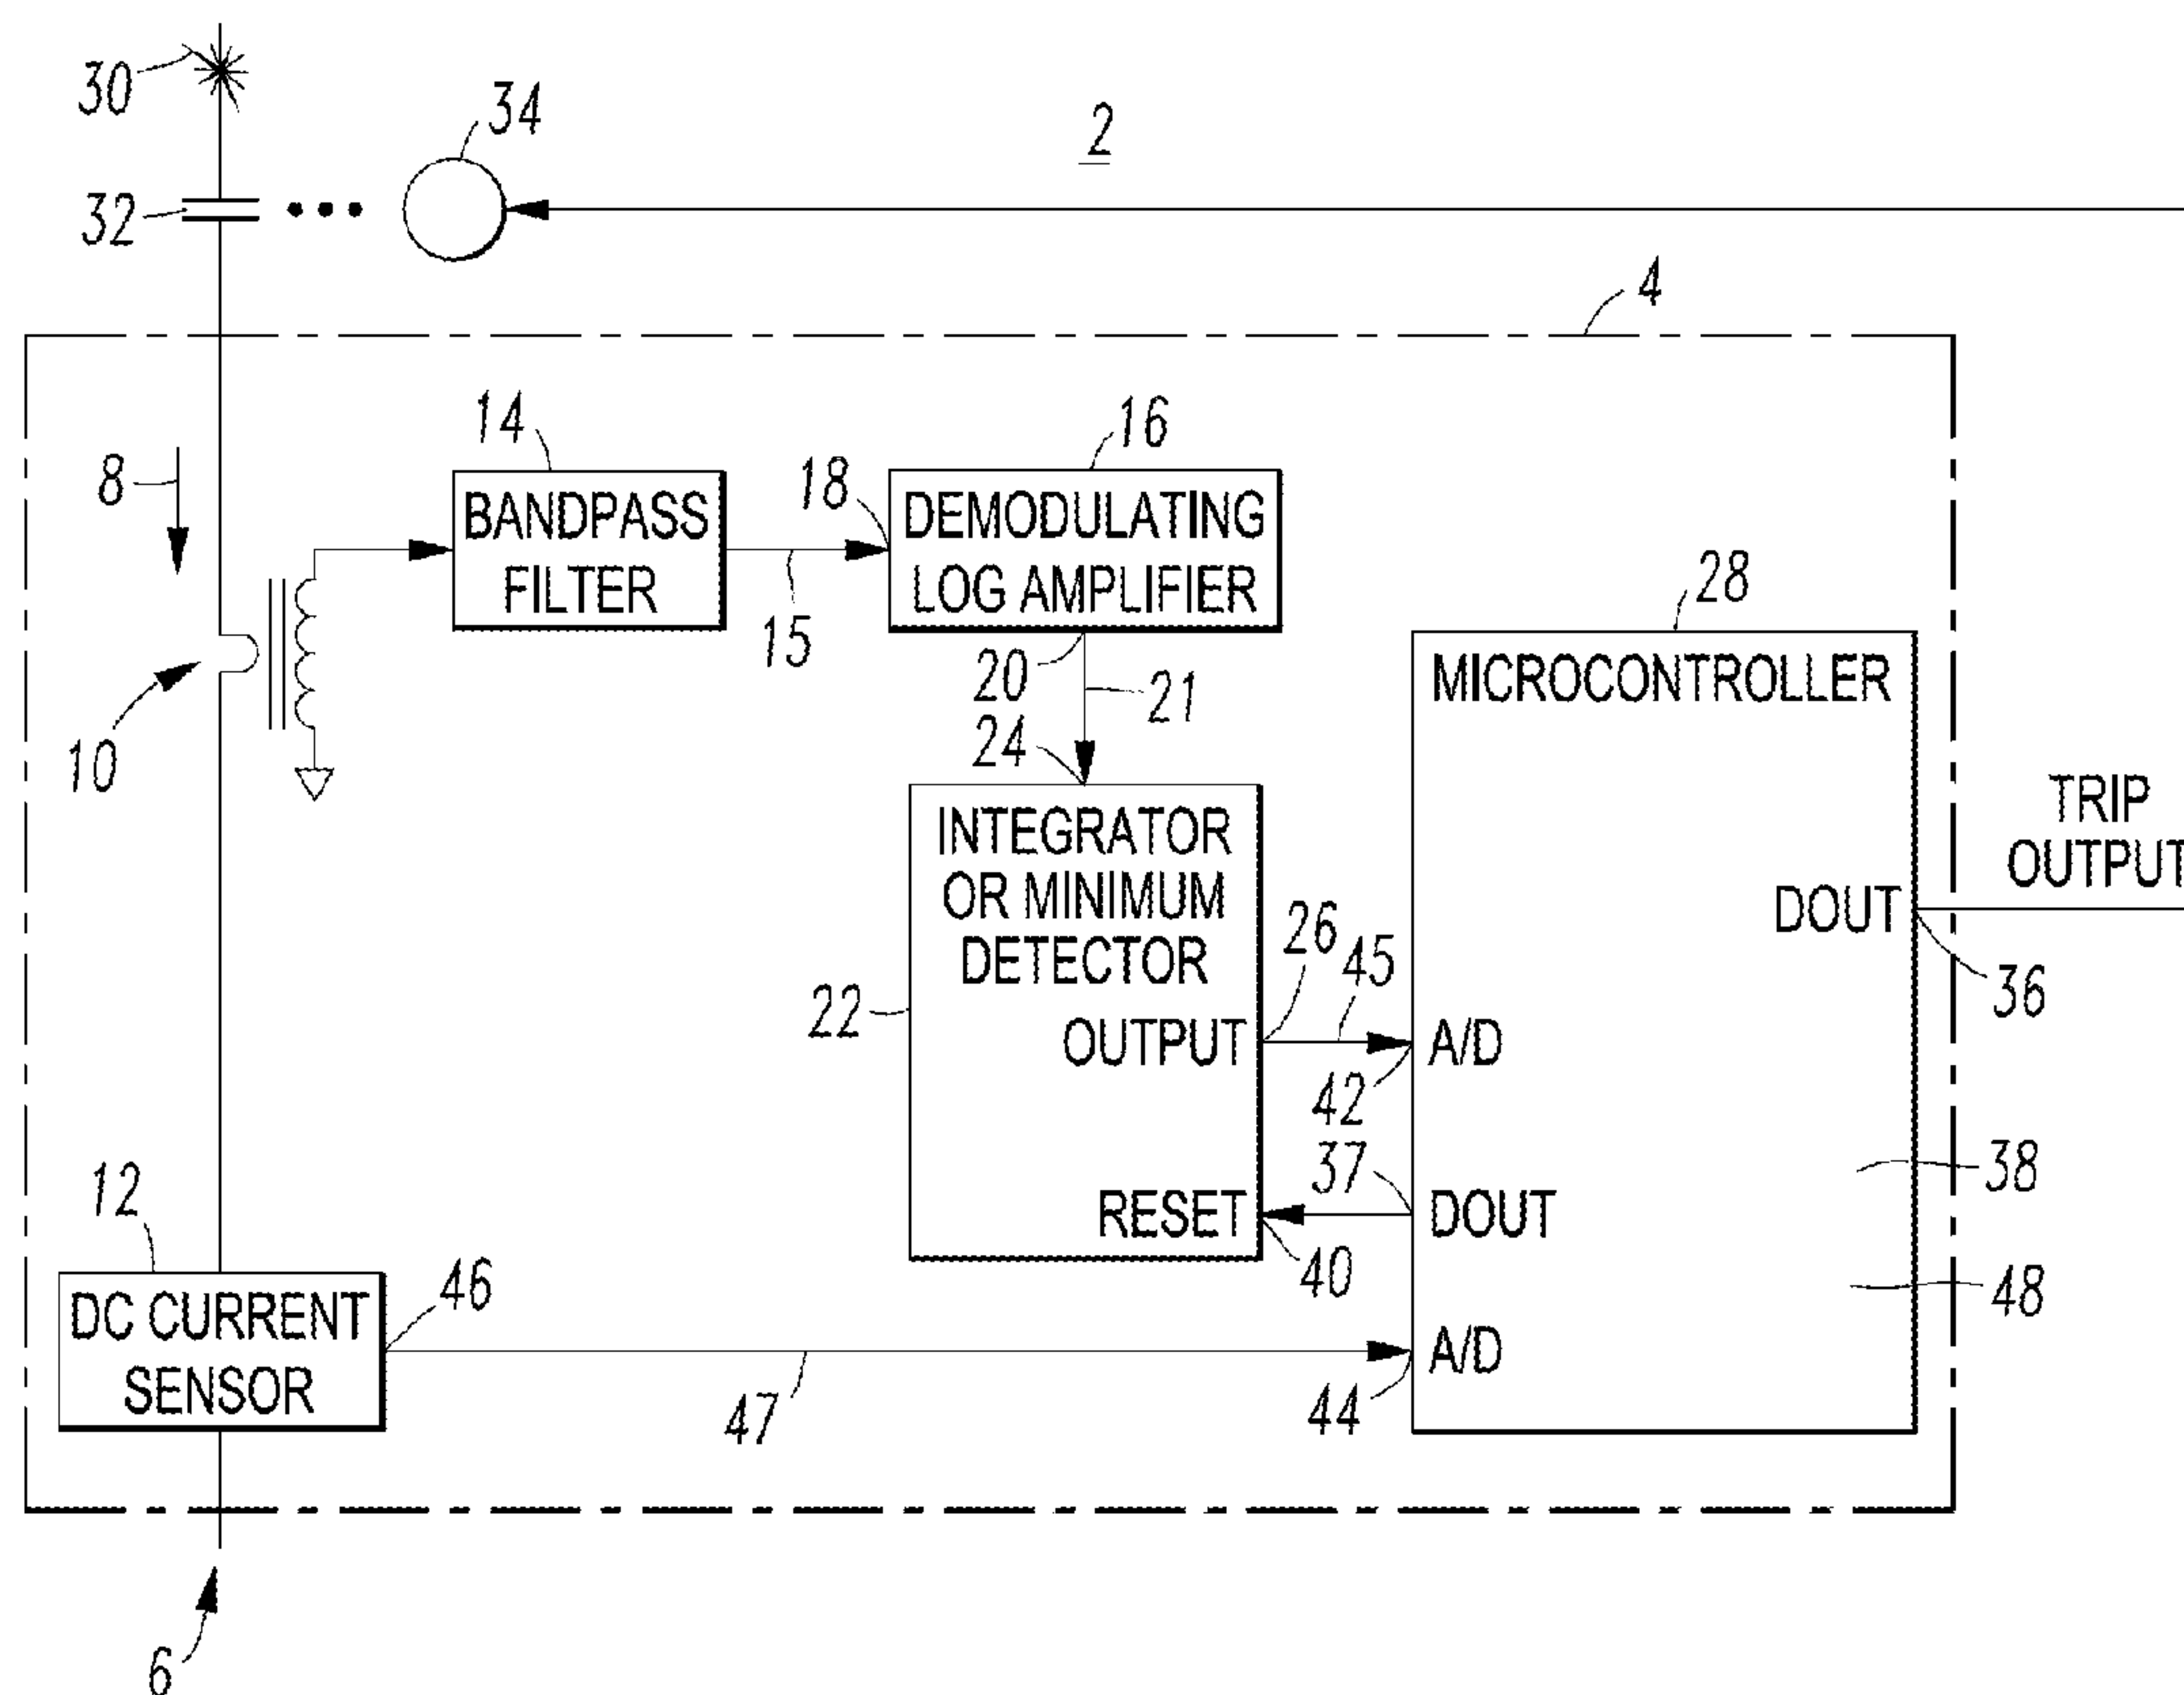 30
34
2
32
4
14
16
8
18
BANDPASS
FILTER
DEMODULATING
LOG AMPLIFIER
15
28
20
21
MICROCONTROLLER
10
24
TRIP
OUTPUT
INTEGRATOR
OR MINIMUM
DETECTOR
DOUT
26
45
36
22
OUTPUT
A/D
42
12
37
38
RESET
DOUT
40
46
48
DC CURRENT
SENSOR
A/D
47
44
6